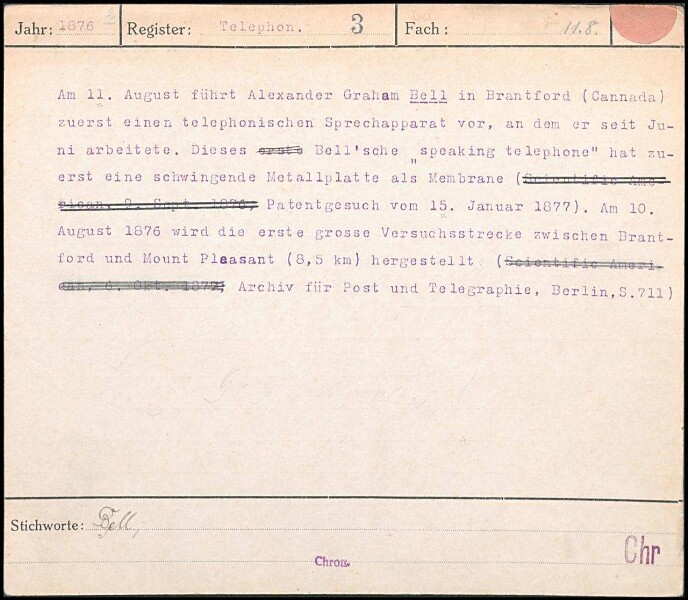 Jahr: 1876 Register: Telephon. 3 Fach: 11.8.
Am 11. August führt Alexander Graham Bell in Brantford (Cannada)
zuerst einen telephonischen Sprechapparat vor, an dem er seit Ju-
ni arbeitete. Dieses erste Bell'sche „speaking telephone" hat zu-
erst eine schwingende Metallplatte als Membrane (Scientific Ame-
rican, 9. Sept. 1876, Patentgesuch vom 15. Januar 1877). Am 10.
August 1876 wird die erste grosse Versuchsstrecke zwischen Brant-
ford und Mount Pleasant (8,5 km) hergestellt (Scientific Ameri-
can, 6. Okt. 1877, Archiv für Post und Telegraphie, Berlin,S.711)
Stichworte: Bell,
Chron.
Chr